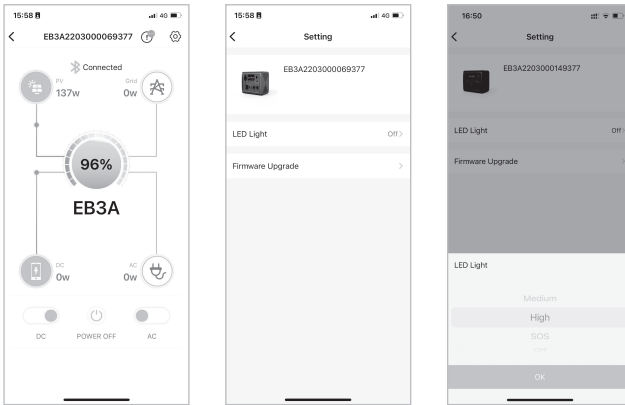 15:58
4G
EB3A2203000069377
Connected
PV
137w
Grid
0w
96%
EB3A
DC
0w
AC
0w
DC
POWER OFF
AC
15:58
4G
Setting
EB3A2203000069377
LED Light
Off
Firmware Upgrade
16:50
Setting
EB3A2203000149377
LED Light
Off
Firmware Upgrade
LED Light
Medium
High
SOS
OK